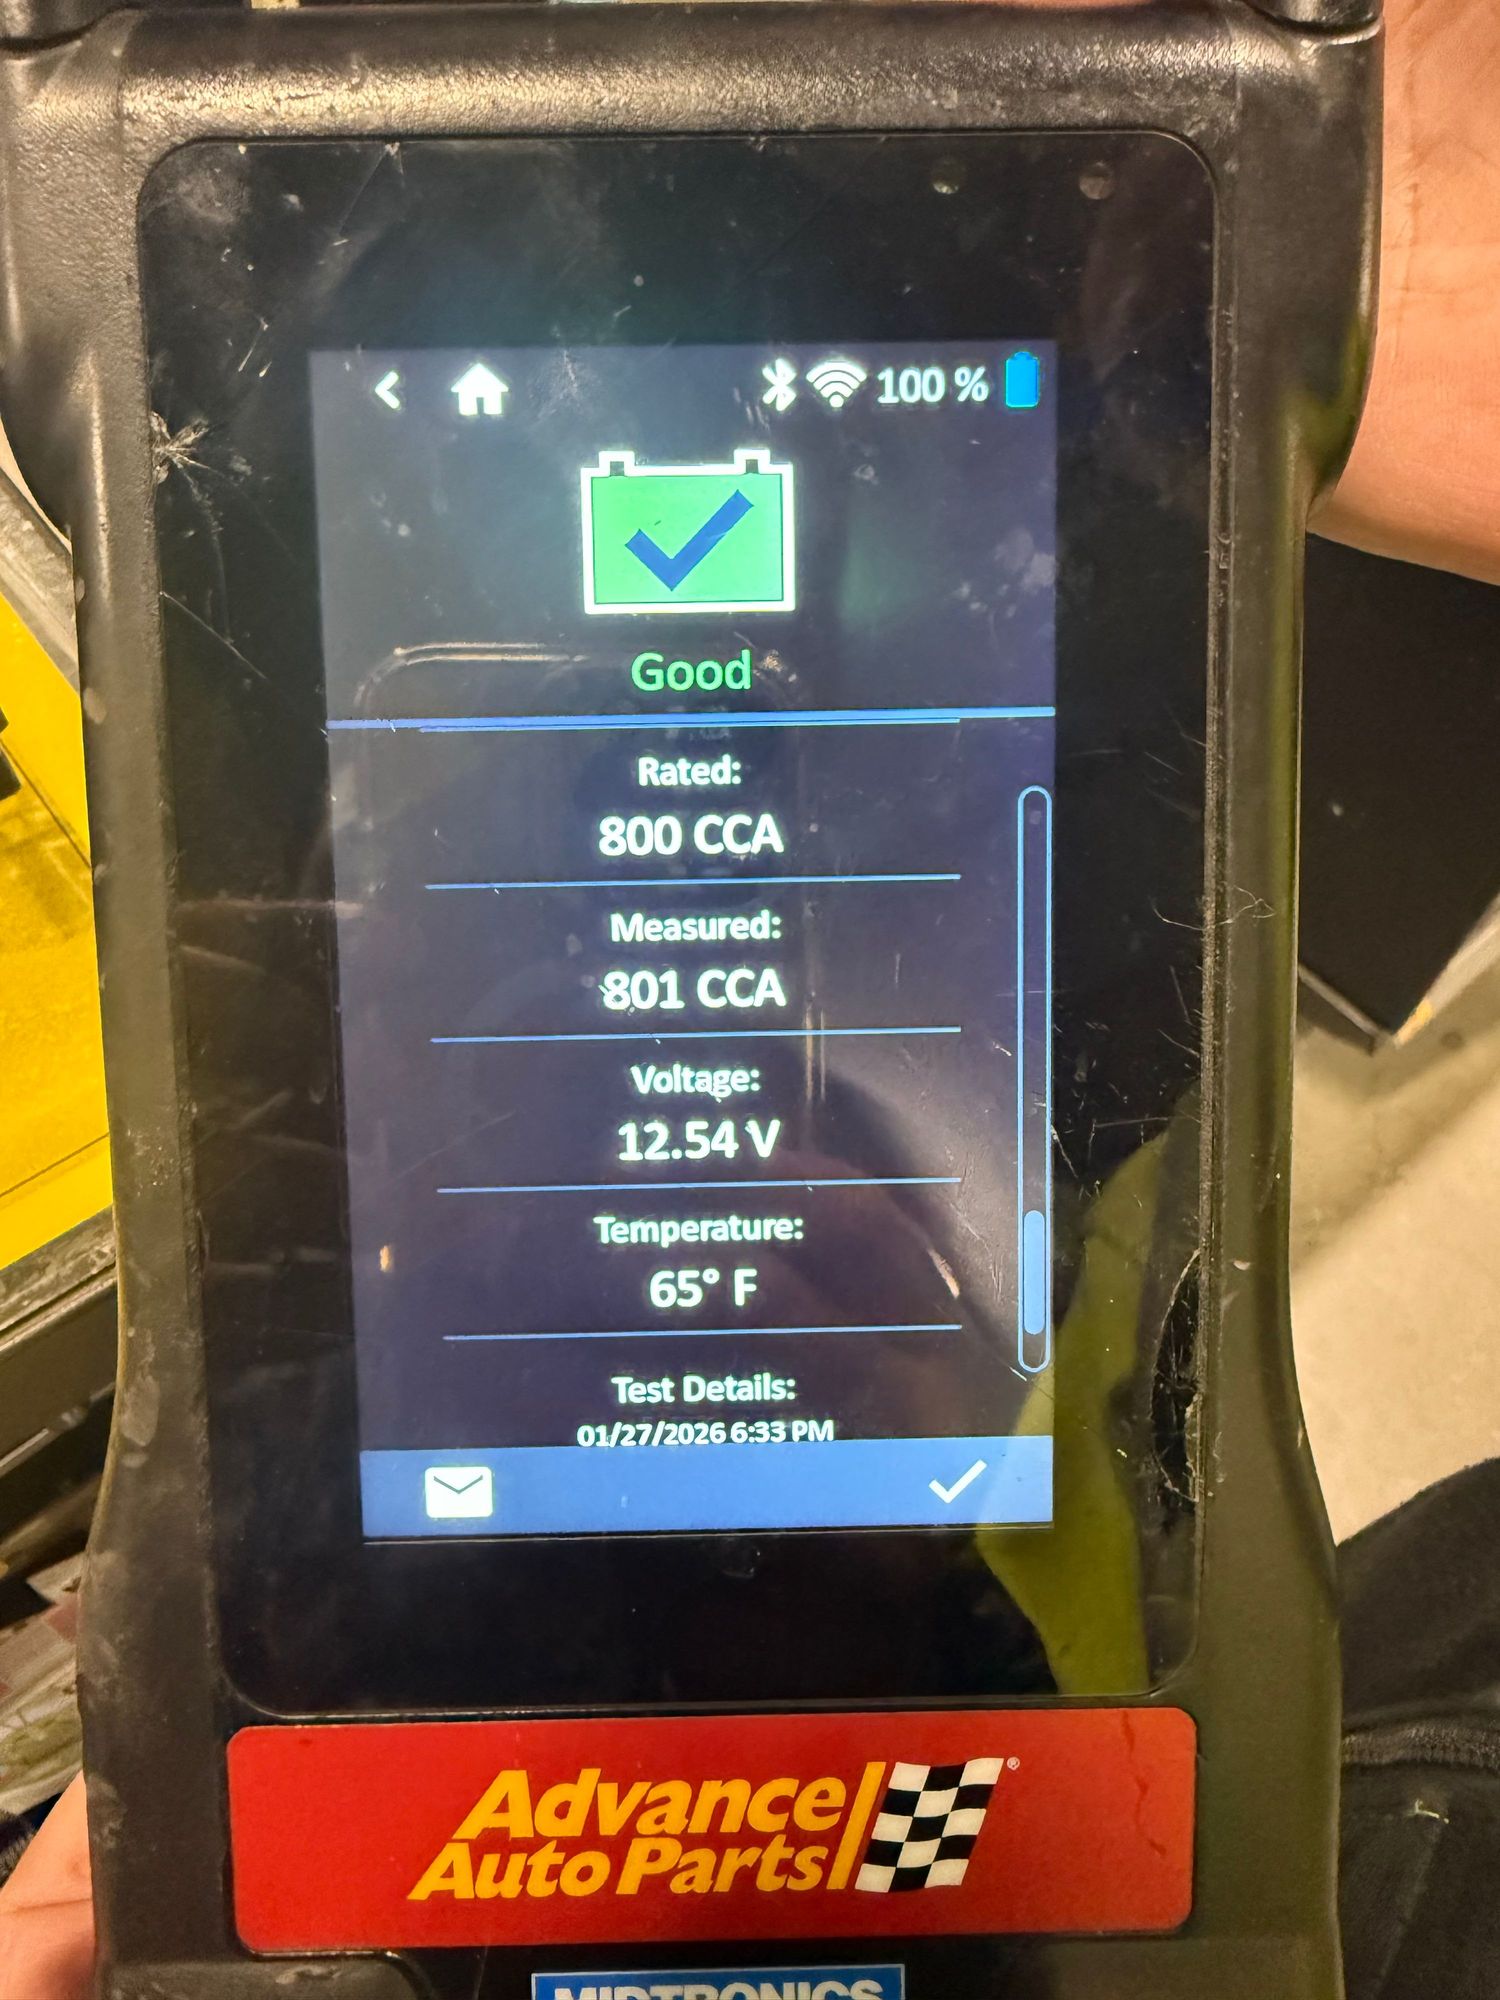 100 %
Good
Rated:
800 CCA
Measured:
801 CCA
Voltage:
12.54 V
Temperature:
65° F
Test Details:
01/27/2026 6:33 PM
Advance
Auto Parts
®
MIDTRONICS